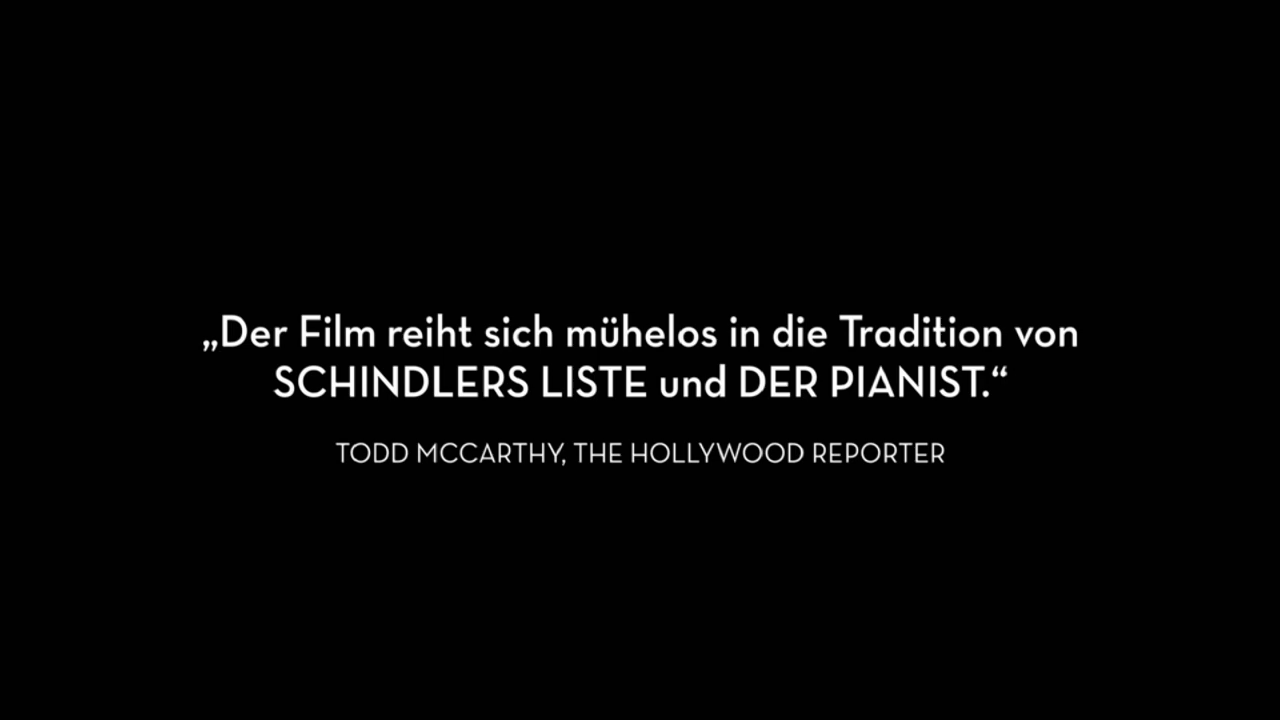 „Der Film reiht sich mühelos in die Tradition von
SCHINDLERS LISTE und DER PIANIST.“
TODD MCCARTHY, THE HOLLYWOOD REPORTER